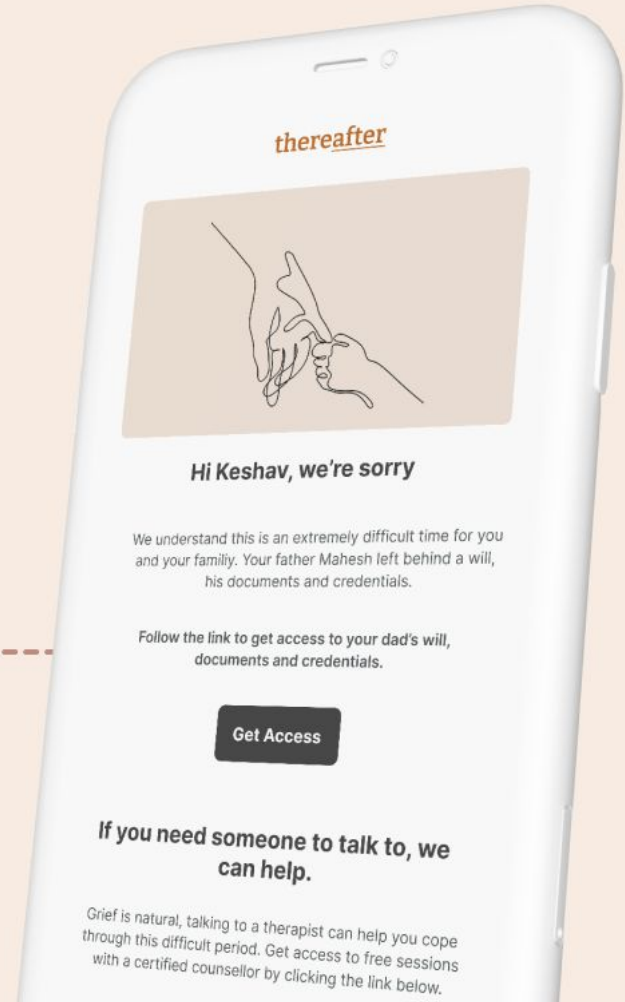 thereafter
Hi Keshav, we're sorry
We understand this is an extremely difficult time for you
and your familiy. Your father Mahesh left behind a will,
his documents and credentials.
Follow the link to get access to your dad's will,
documents and credentials.
Get Access
If you need someone to talk to, we
can help.
Grief is natural, talking to a therapist can help you cope
through this difficult period. Get access to free sessions
with a certified counsellor by clicking the link below.